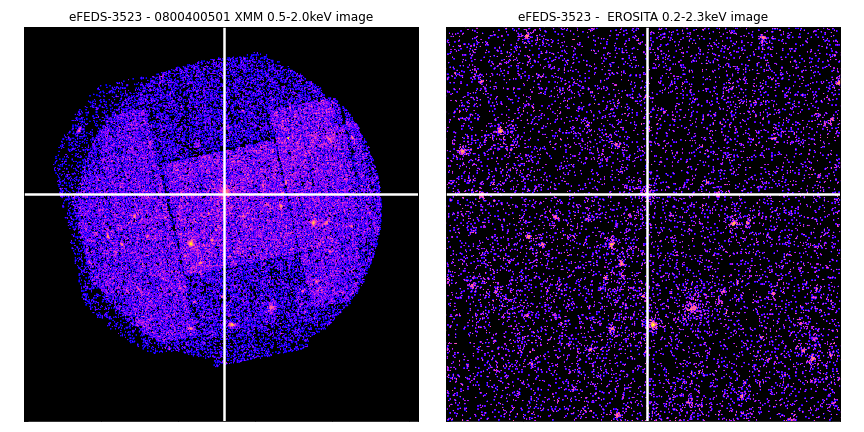 eFEDS-3523 - 0800400501 XMM 0.5-2.0keV image
eFEDS-3523 -  EROSITA 0.2-2.3keV image